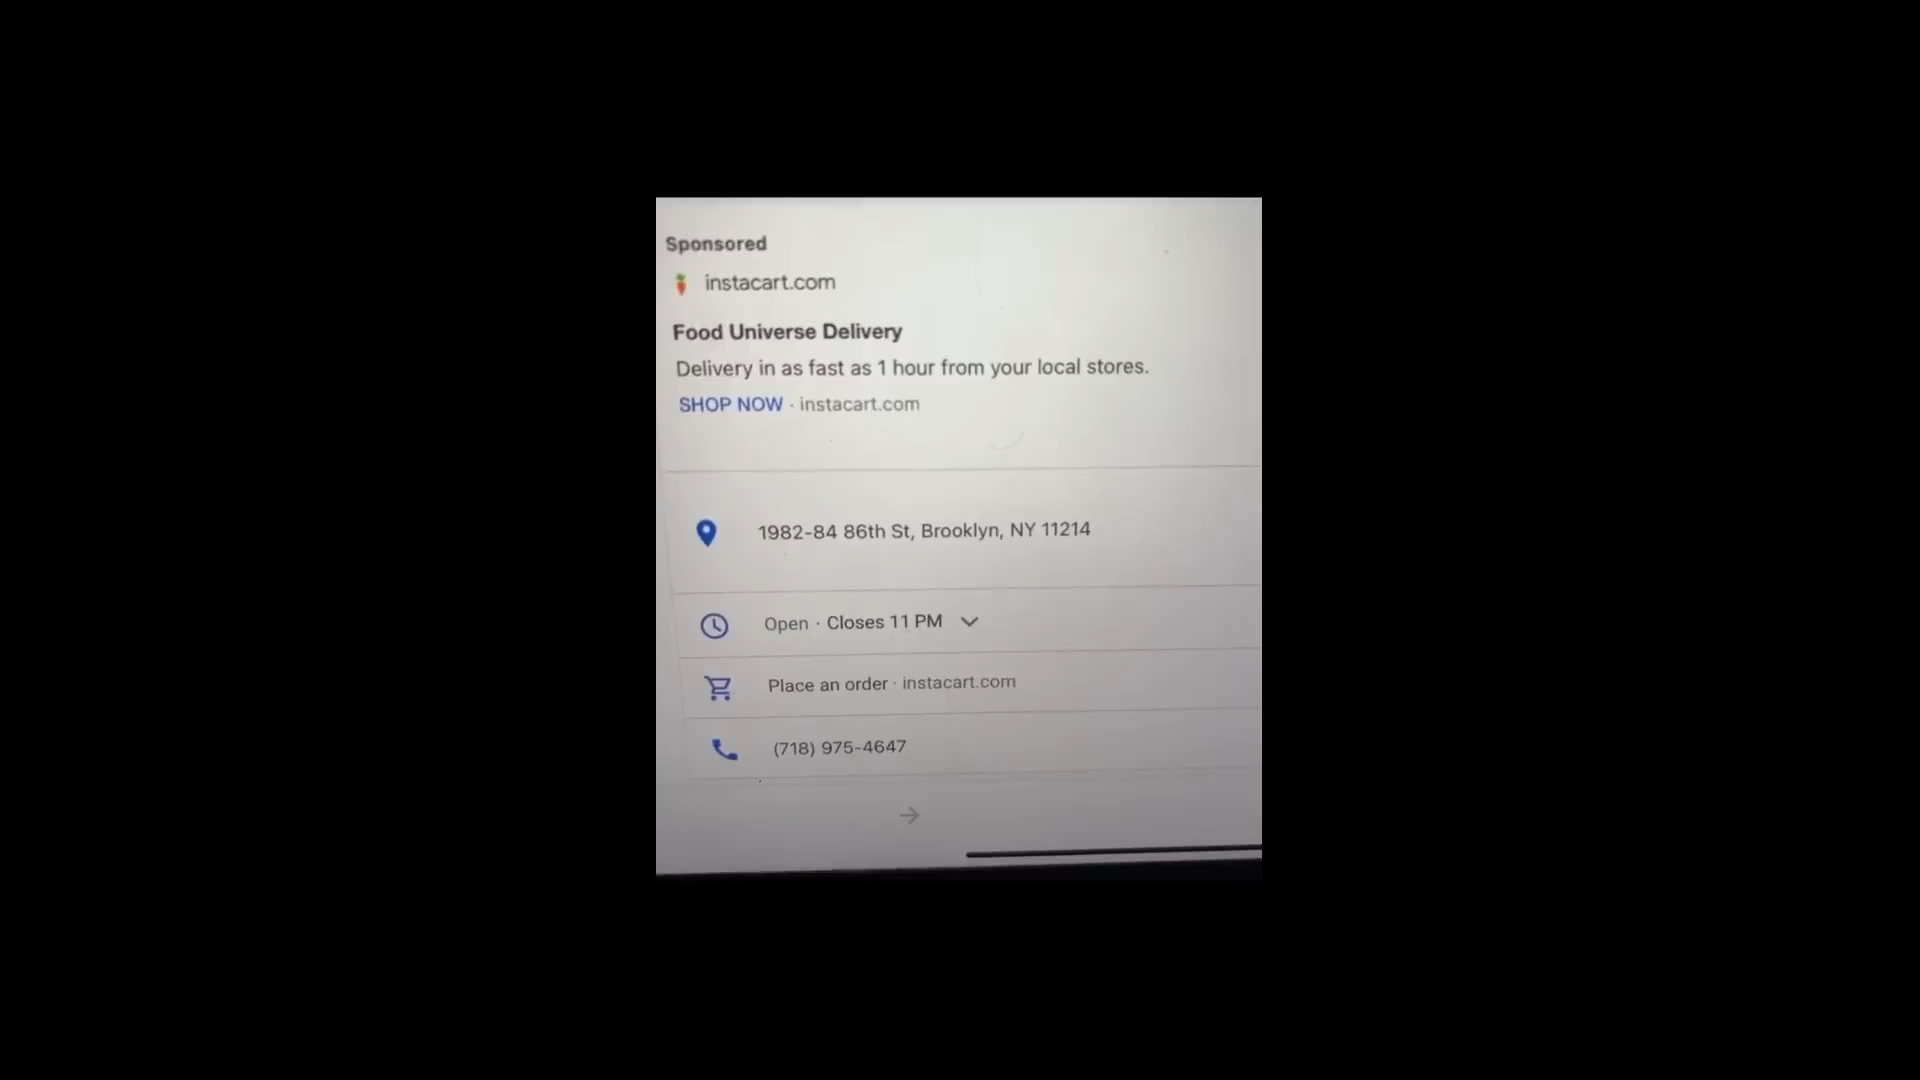 Sponsored
instacart.com
Food Universe Delivery
Delivery in as fast as 1 hour from your local stores.
SHOP NOW · instacart.com
1982-84 86th St, Brooklyn, NY 11214
Open · Closes 11 PM
Place an order · instacart.com
(718) 975-4647